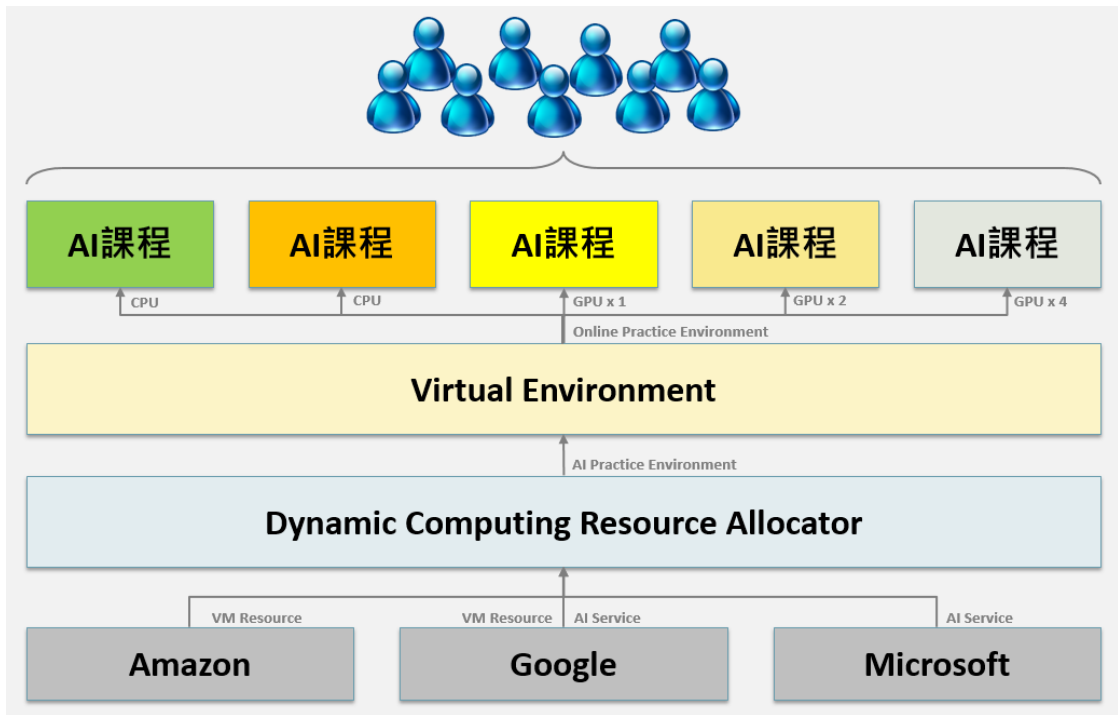 AI課程 AI課程 AI課程 AI課程 AI課程
CPU CPU GPU x 1 GPU x 2 GPU x 4
Online Practice Environment
Virtual Environment
AI Practice Environment
Dynamic Computing Resource Allocator
VM Resource VM Resource AI Service AI Service
Amazon Google Microsoft